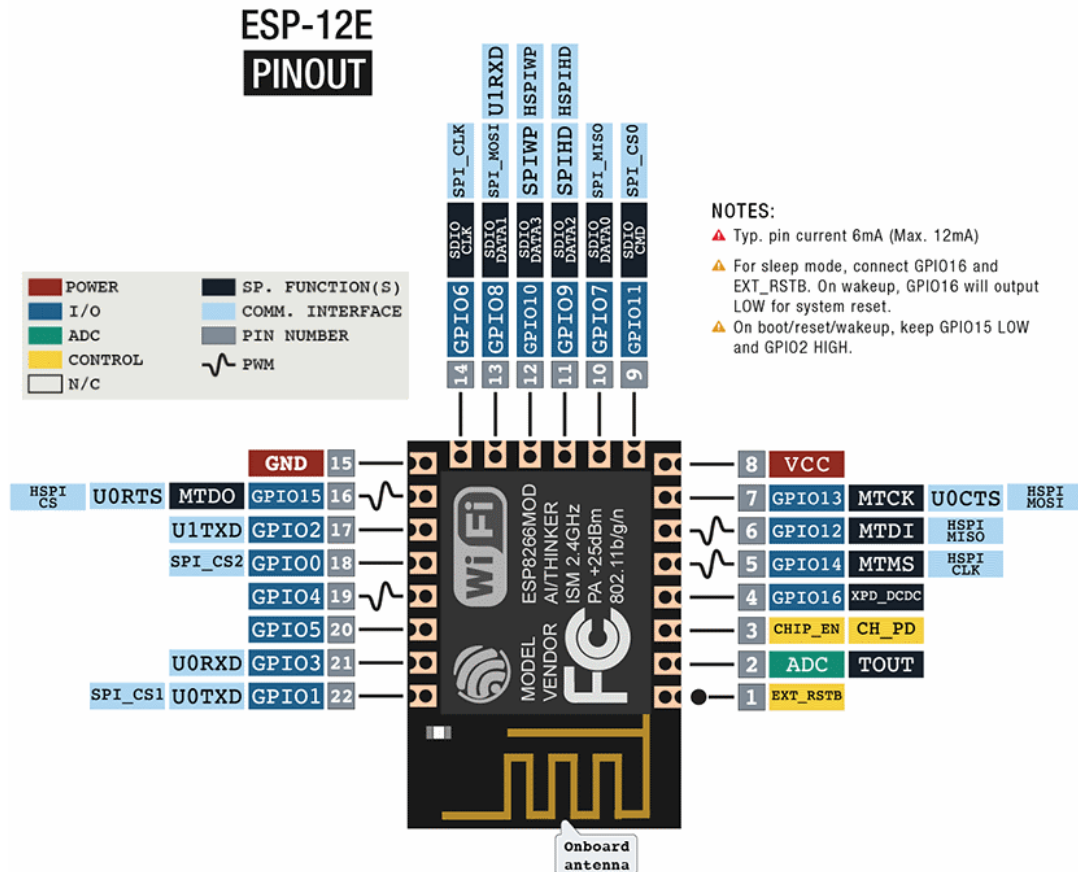 ESP-12E
PINOUT
U1RXD HSPIWP HSPIHD
SPI_CLK SPI_MOSI SPIWP SPIHD SPI_MISO SPI_CS0
SDIO CLK SDIO DATA1 SDIO DATA3 SDIO DATA2 SDIO DATA0 SDIO CMD
GPIO6 GPIO8 GPIO10 GPIO9 GPIO7 GPIO11
14 13 12 11 10 9
NOTES:
Typ. pin current 6mA (Max. 12mA)
For sleep mode, connect GPIO16 and
EXT_RSTB. On wakeup, GPIO16 will output
LOW for system reset.
On boot/reset/wakeup, keep GPIO15 LOW
and GPIO2 HIGH.
POWER SP. FUNCTION(S)
I/O COMM. INTERFACE
ADC PIN NUMBER
CONTROL PWM
N/C
GND 15
HSPI CS U0RTS MTDO GPIO15 16
U1TXD GPIO2 17
SPI_CS2 GPIO0 18
GPIO4 19
GPIO5 20
U0RXD GPIO3 21
SPI_CS1 U0TXD GPIO1 22
WiFi
MODEL ESP8266MOD
VENDOR AI/THINKER
ISM 2.4GHz
PA +25dBm
802.11b/g/n
FC
8 VCC
7 GPIO13 MTCK U0CTS HSPI MOSI
6 GPIO12 MTDI HSPI MISO
5 GPIO14 MTMS HSPI CLK
4 GPIO16 XPD_DCDC
3 CHIP_EN CH_PD
2 ADC TOUT
1 EXT_RSTB
Onboard
antenna